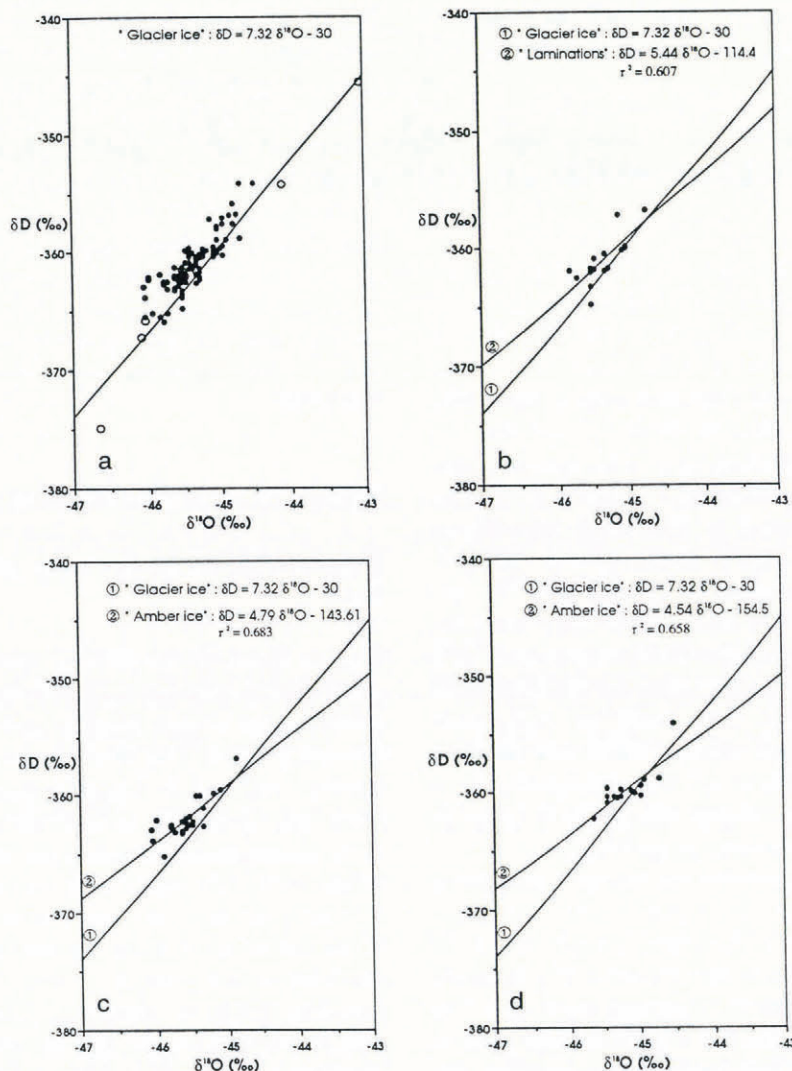 -340
-350
δD (‰)
-360
-370
-380
-47
-46
-45
-44
-43
δ¹⁸O (‰)
" Glacier ice" : δD = 7.32 δ¹⁸O - 30
a
-340
-350
δD (‰)
-360
-370
-380
-47
-46
-45
-44
-43
δ¹⁸O (‰)
① " Glacier ice" : δD = 7.32 δ¹⁸O - 30
② " Laminations" : δD = 5.44 δ¹⁸O - 114.4
r² = 0.607
②
①
b
-340
-350
δD (‰)
-360
-370
-380
-47
-46
-45
-44
-43
δ¹⁸O (‰)
① " Glacier ice" : δD = 7.32 δ¹⁸O - 30
② " Amber ice" : δD = 4.79 δ¹⁸O - 143.61
r² = 0.683
②
①
c
-340
-350
δD (‰)
-360
-370
-380
-47
-46
-45
-44
-43
δ¹⁸O (‰)
① " Glacier ice" : δD = 7.32 δ¹⁸O - 30
② " Amber ice" : δD = 4.54 δ¹⁸O - 154.5
r² = 0.658
②
①
d